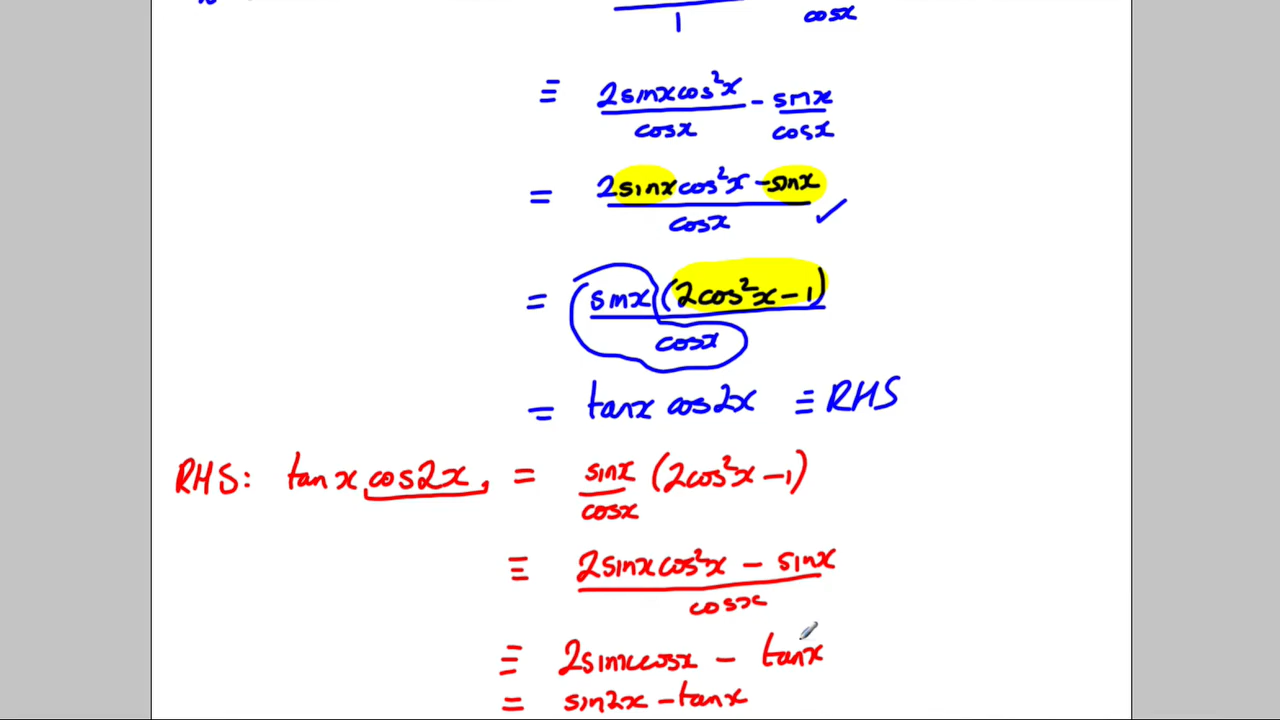 1 cosx
≡ 2sinxcos²x/cosx - sinx/cosx
= 2sinxcos²x - sinx/cosx ✓
= sinx(2cos²x - 1)/cosx
= tanx cos2x ≡ RHS
RHS: tanx cos2x, = sinx/cosx (2cos²x - 1)
≡ 2sinxcos²x - sinx/cosx
≡ 2sinxcosx - tanx
= sin2x - tanx